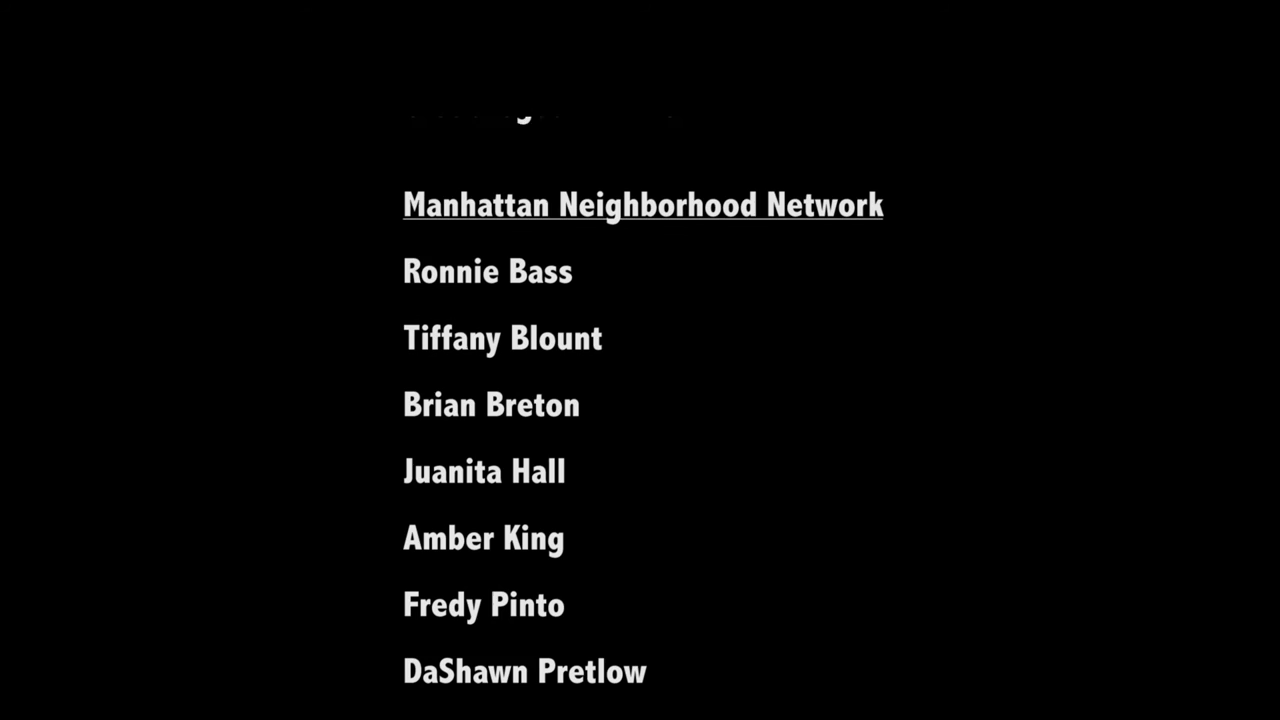 Manhattan Neighborhood Network
Ronnie Bass
Tiffany Blount
Brian Breton
Juanita Hall
Amber King
Fredy Pinto
DaShawn Pretlow